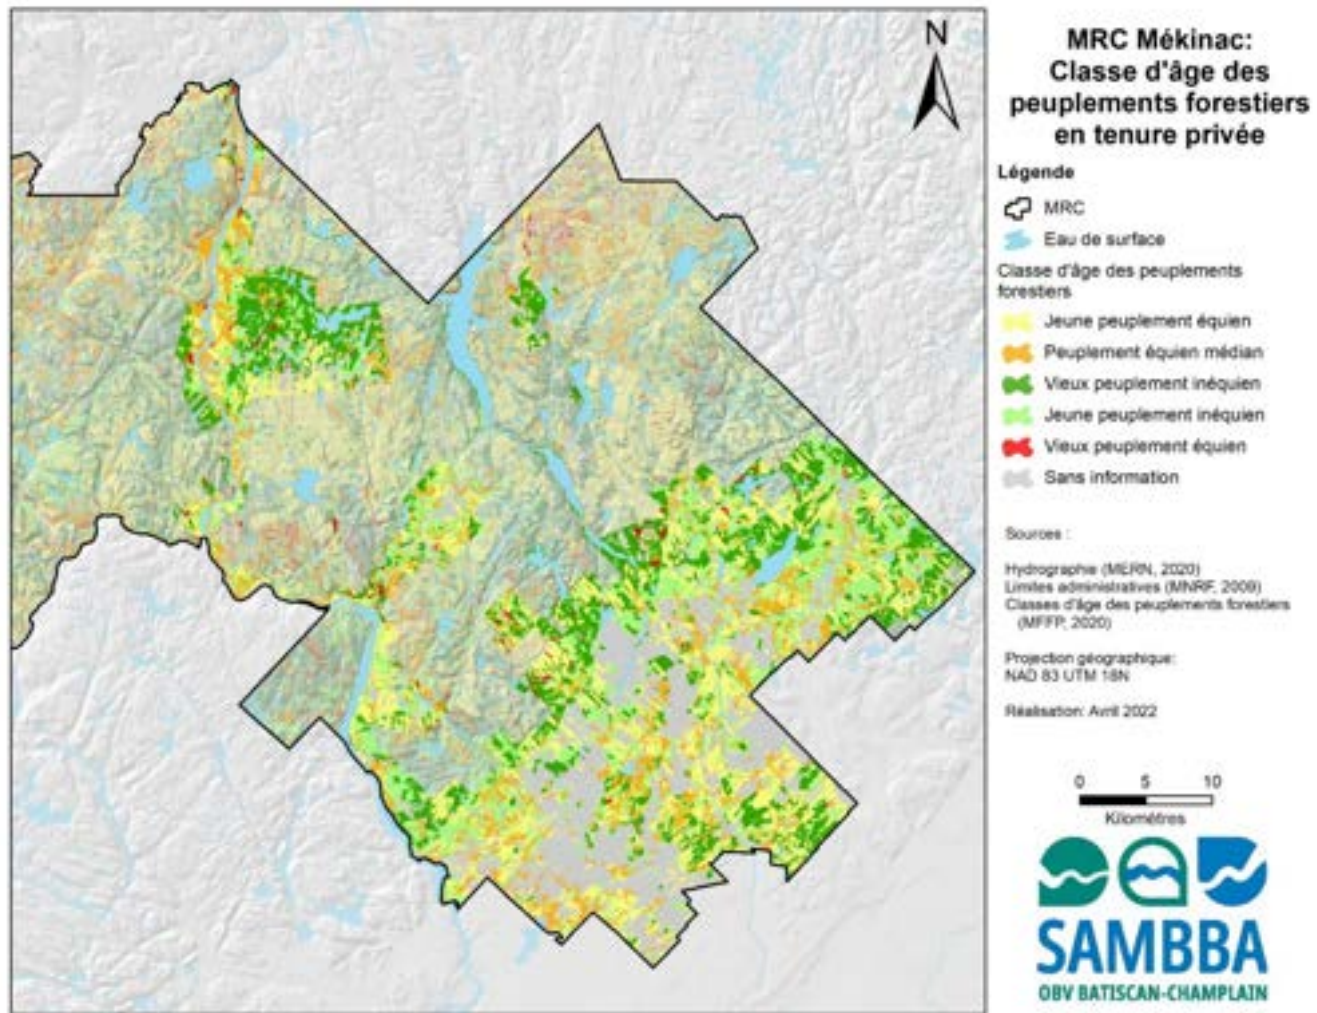 N
MRC Mékinac:
Classe d'âge des
peuplements forestiers
en tenure privée
Légende
MRC
Eau de surface
Classe d'âge des peuplements
forestiers
Jeune peuplement équien
Peuplement équien médian
Vieux peuplement inéquien
Jeune peuplement inéquien
Vieux peuplement équien
Sans information
Sources :
Hydrographie (MERN, 2020)
Limites administratives (MNRF, 2009)
Classes d'âge des peuplements forestiers
(MFFP, 2020)
Projection géographique:
NAD 83 UTM 18N
Réalisation: Avril 2022
0 5 10
Kilomètres
SAMBBA
OBV BATISCAN-CHAMPLAIN